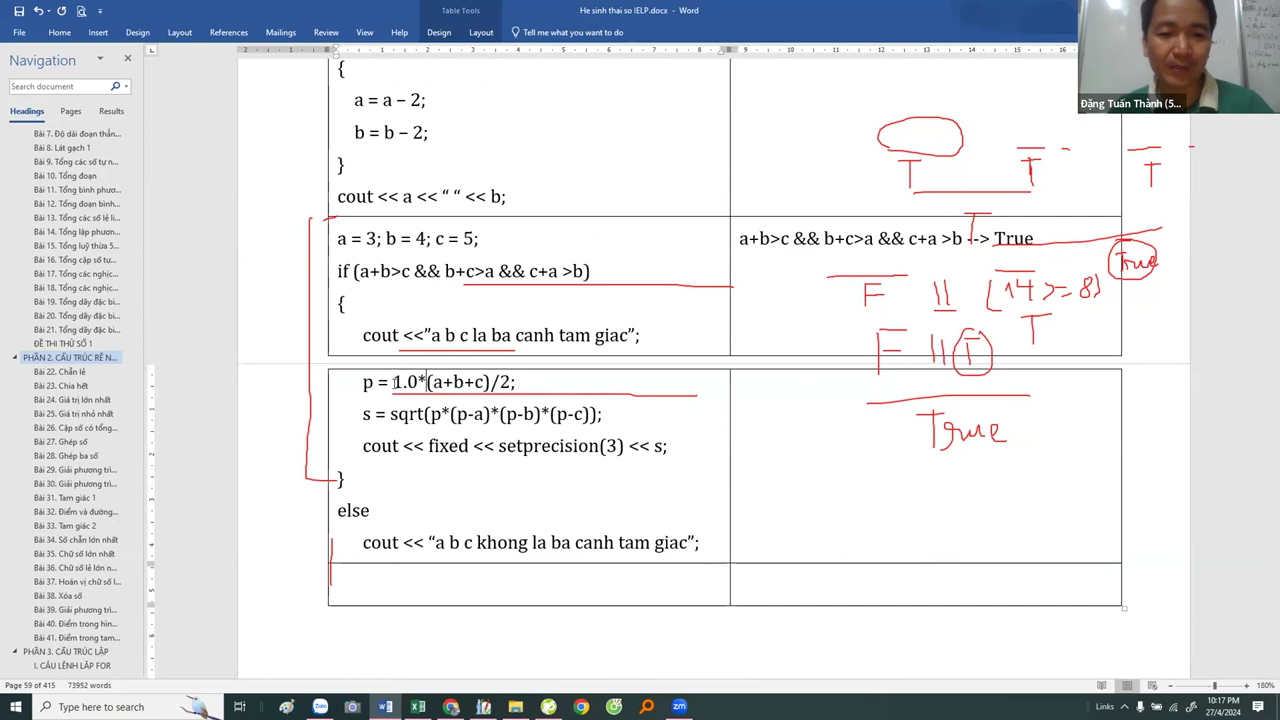 Table Tools
He sinh thai so IELP.docx - Word
File Home Insert Design Layout References Mailings Review View Help Design Layout Tell me what you want to do
Đặng Tuấn Thành (5...
Navigation
Search document
Headings Pages Results
Bài 7. Độ dài đoạn thẳn...
Bài 8. Lát gạch 1
Bài 9. Tổng các số tự n...
Bài 10. Tổng đoạn
Bài 11. Tổng bình phươ...
Bài 12. Tổng đoạn bình...
Bài 13. Tổng các số lẻ li...
Bài 14. Tổng lập phươn...
Bài 15. Tổng luỹ thừa 5...
Bài 16. Tổng cặp số tự...
Bài 17. Tổng các nghịc...
Bài 18. Tổng các nghịc...
Bài 19. Tổng dãy đặc bi...
Bài 20. Tổng dãy đặc bi...
Bài 21. Tổng dãy đặc bi...
ĐỀ THI THỬ SỐ 1
PHẦN 2. CẤU TRÚC RẼ N...
Bài 22. Chẵn lẻ
Bài 23. Chia hết
Bài 24. Giá trị lớn nhất
Bài 25. Giá trị nhỏ nhất
Bài 26. Cặp số có tổng...
Bài 27. Ghép số
Bài 28. Ghép ba số
Bài 29. Giải phương trì...
Bài 30. Giải phương trì...
Bài 31. Tam giác 1
Bài 32. Điểm và đường...
Bài 33. Tam giác 2
Bài 34. Số chẵn lớn nhất
Bài 35. Chữ số lớn nhất
Bài 36. Chữ số lẻ lớn n...
Bài 37. Hoán vị chữ số l...
Bài 38. Xóa số
Bài 39. Giải phương trì...
Bài 40. Điểm trong hìn...
Bài 41. Điểm trong tam...
PHẦN 3. CẤU TRÚC LẶP
I. CÂU LỆNH LẶP FOR
{
a = a – 2;
b = b – 2;
}
cout << a << “ “ << b;
a = 3; b = 4; c = 5;
if (a+b>c && b+c>a && c+a >b)
{
cout <<”a b c la ba canh tam giac”;
p = 1.0*(a+b+c)/2;
s = sqrt(p*(p-a)*(p-b)*(p-c));
cout << fixed << setprecision(3) << s;
}
else
cout << “a b c khong la ba canh tam giac”;
T T T
T
a+b>c && b+c>a && c+a >b --> True
True
F || (14 >= 8)
T
F || T
True
Page 59 of 415 73952 words
180%
Type here to search
ENG
10:17 PM
27/4/2024